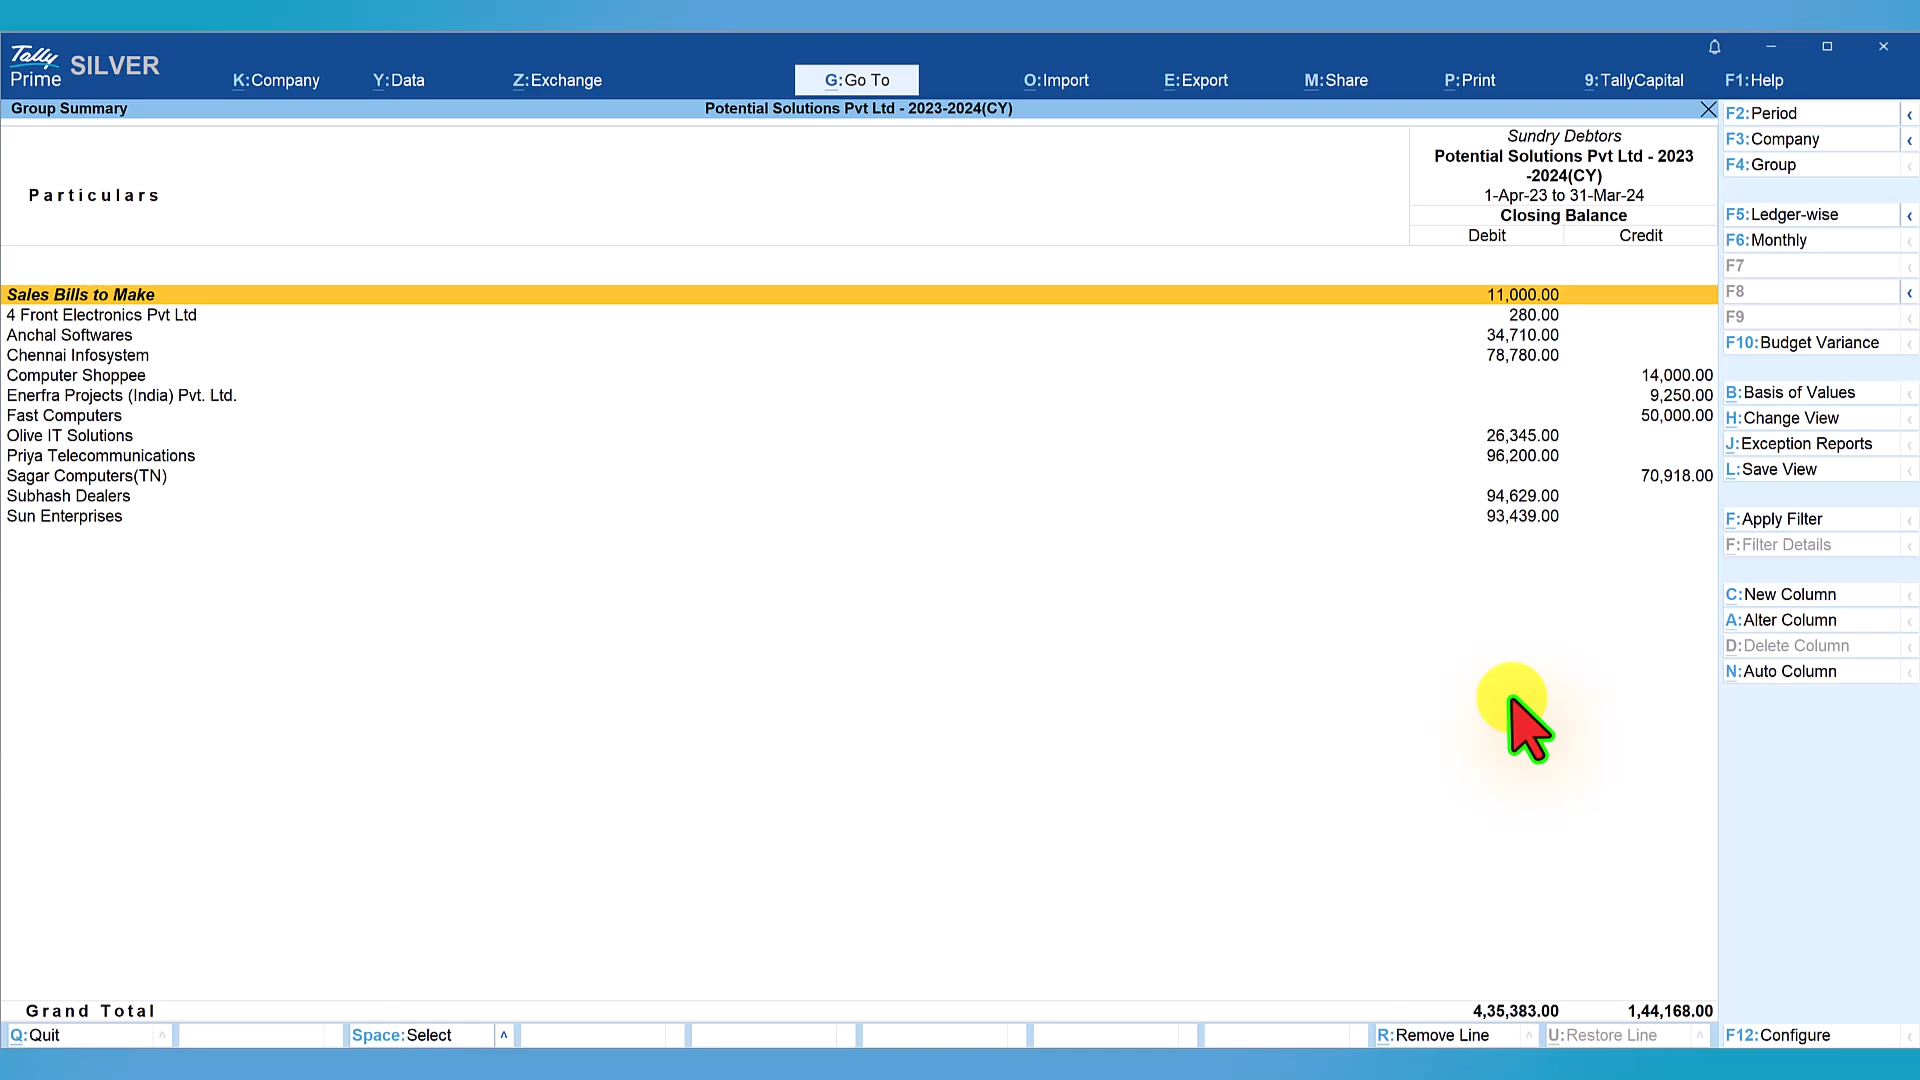 Tally
Prime SILVER
K:Company Y:Data Z:Exchange G:Go To O:Import E:Export M:Share P:Print 9:TallyCapital F1:Help
Group Summary Potential Solutions Pvt Ltd - 2023-2024(CY)
Particulars
Sundry Debtors
Potential Solutions Pvt Ltd - 2023
-2024(CY)
1-Apr-23 to 31-Mar-24
Closing Balance
Debit Credit
Sales Bills to Make 11,000.00
4 Front Electronics Pvt Ltd 280.00
Anchal Softwares 34,710.00
Chennai Infosystem 78,780.00
Computer Shoppee 14,000.00
Enerfra Projects (India) Pvt. Ltd. 9,250.00
Fast Computers 50,000.00
Olive IT Solutions 26,345.00
Priya Telecommunications 96,200.00
Sagar Computers(TN) 70,918.00
Subhash Dealers 94,629.00
Sun Enterprises 93,439.00
Grand Total 4,35,383.00 1,44,168.00
F2:Period
F3:Company
F4:Group
F5:Ledger-wise
F6:Monthly
F7
F8
F9
F10:Budget Variance
B:Basis of Values
H:Change View
J:Exception Reports
L:Save View
F:Apply Filter
F:Filter Details
C:New Column
A:Alter Column
D:Delete Column
N:Auto Column
Q:Quit Space:Select R:Remove Line U:Restore Line F12:Configure